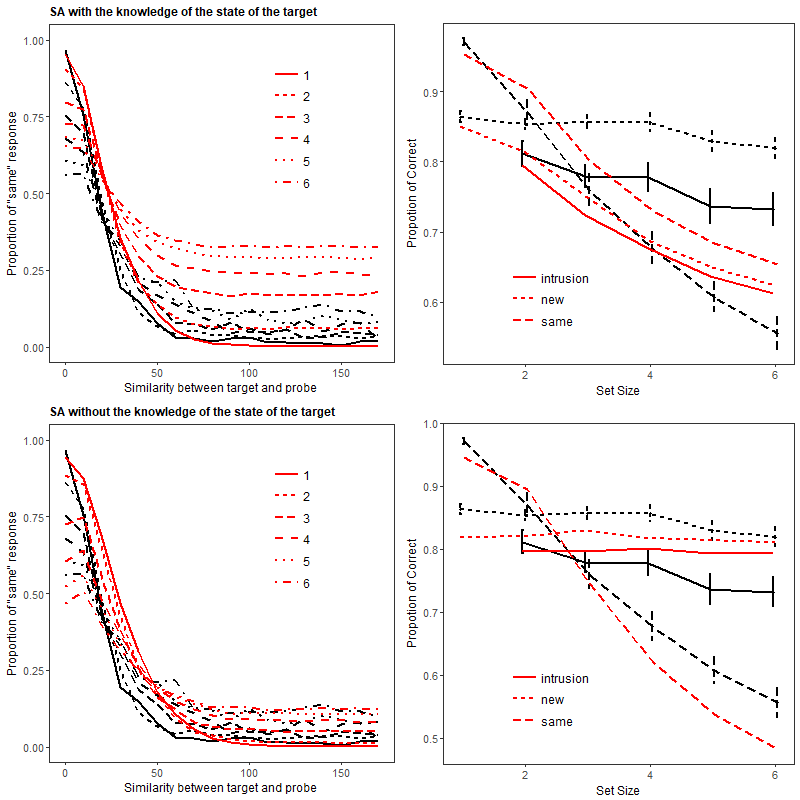 SA with the knowledge of the state of the target
1.00
0.75
0.50
0.25
0.00
Proportion of "same" response
0
50
100
150
Similarity between target and probe
1
2
3
4
5
6
0.9
0.8
0.7
0.6
Propotion of Correct
2
4
6
Set Size
intrusion
new
same
SA without the knowledge of the state of the target
1.00
0.75
0.50
0.25
0.00
Proportion of "same" response
0
50
100
150
Similarity between target and probe
1
2
3
4
5
6
1.0
0.9
0.8
0.7
0.6
0.5
Propotion of Correct
2
4
6
Set Size
intrusion
new
same